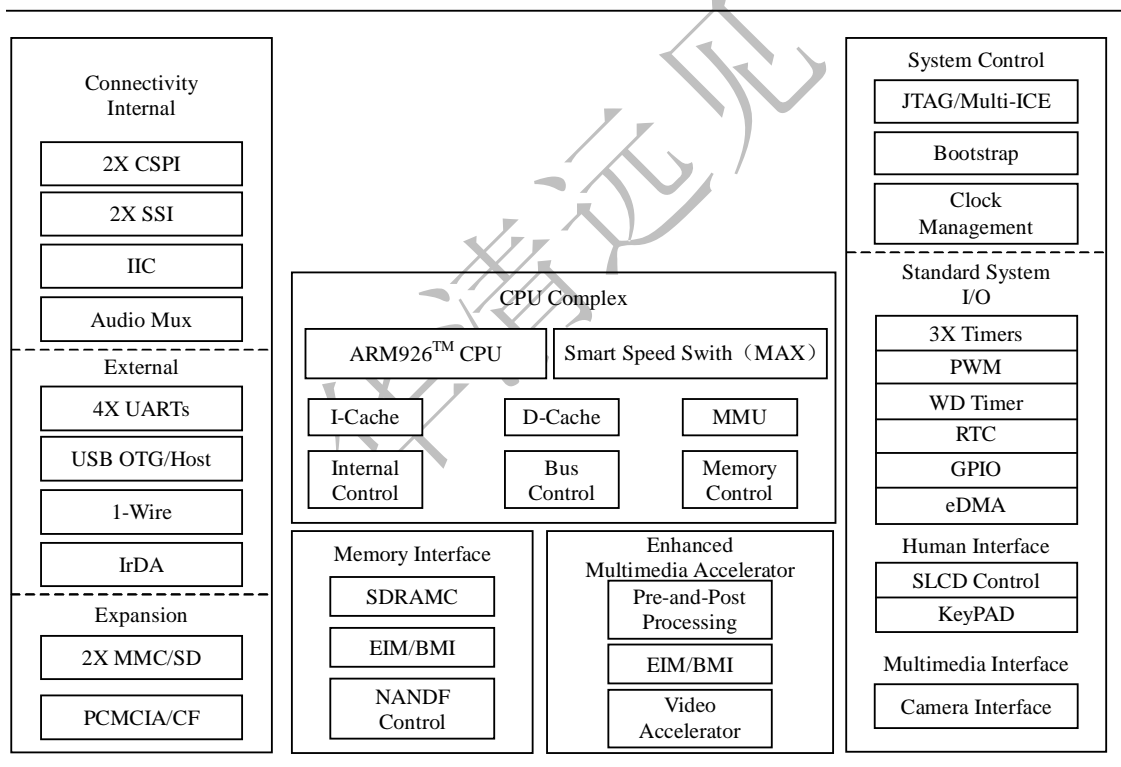 Connectivity
Internal
2X CSPI
2X SSI
IIC
Audio Mux
External
4X UARTs
USB OTG/Host
1-Wire
IrDA
Expansion
2X MMC/SD
PCMCIA/CF
CPU Complex
ARM926TM CPU
Smart Speed Swith（MAX）
I-Cache
D-Cache
MMU
Internal
Control
Bus
Control
Memory
Control
Memory Interface
SDRAMC
EIM/BMI
NANDF
Control
Enhanced
Multimedia Accelerator
Pre-and-Post
Processing
EIM/BMI
Video
Accelerator
System Control
JTAG/Multi-ICE
Bootstrap
Clock
Management
Standard System
I/O
3X Timers
PWM
WD Timer
RTC
GPIO
eDMA
Human Interface
SLCD Control
KeyPAD
Multimedia Interface
Camera Interface
华清远见